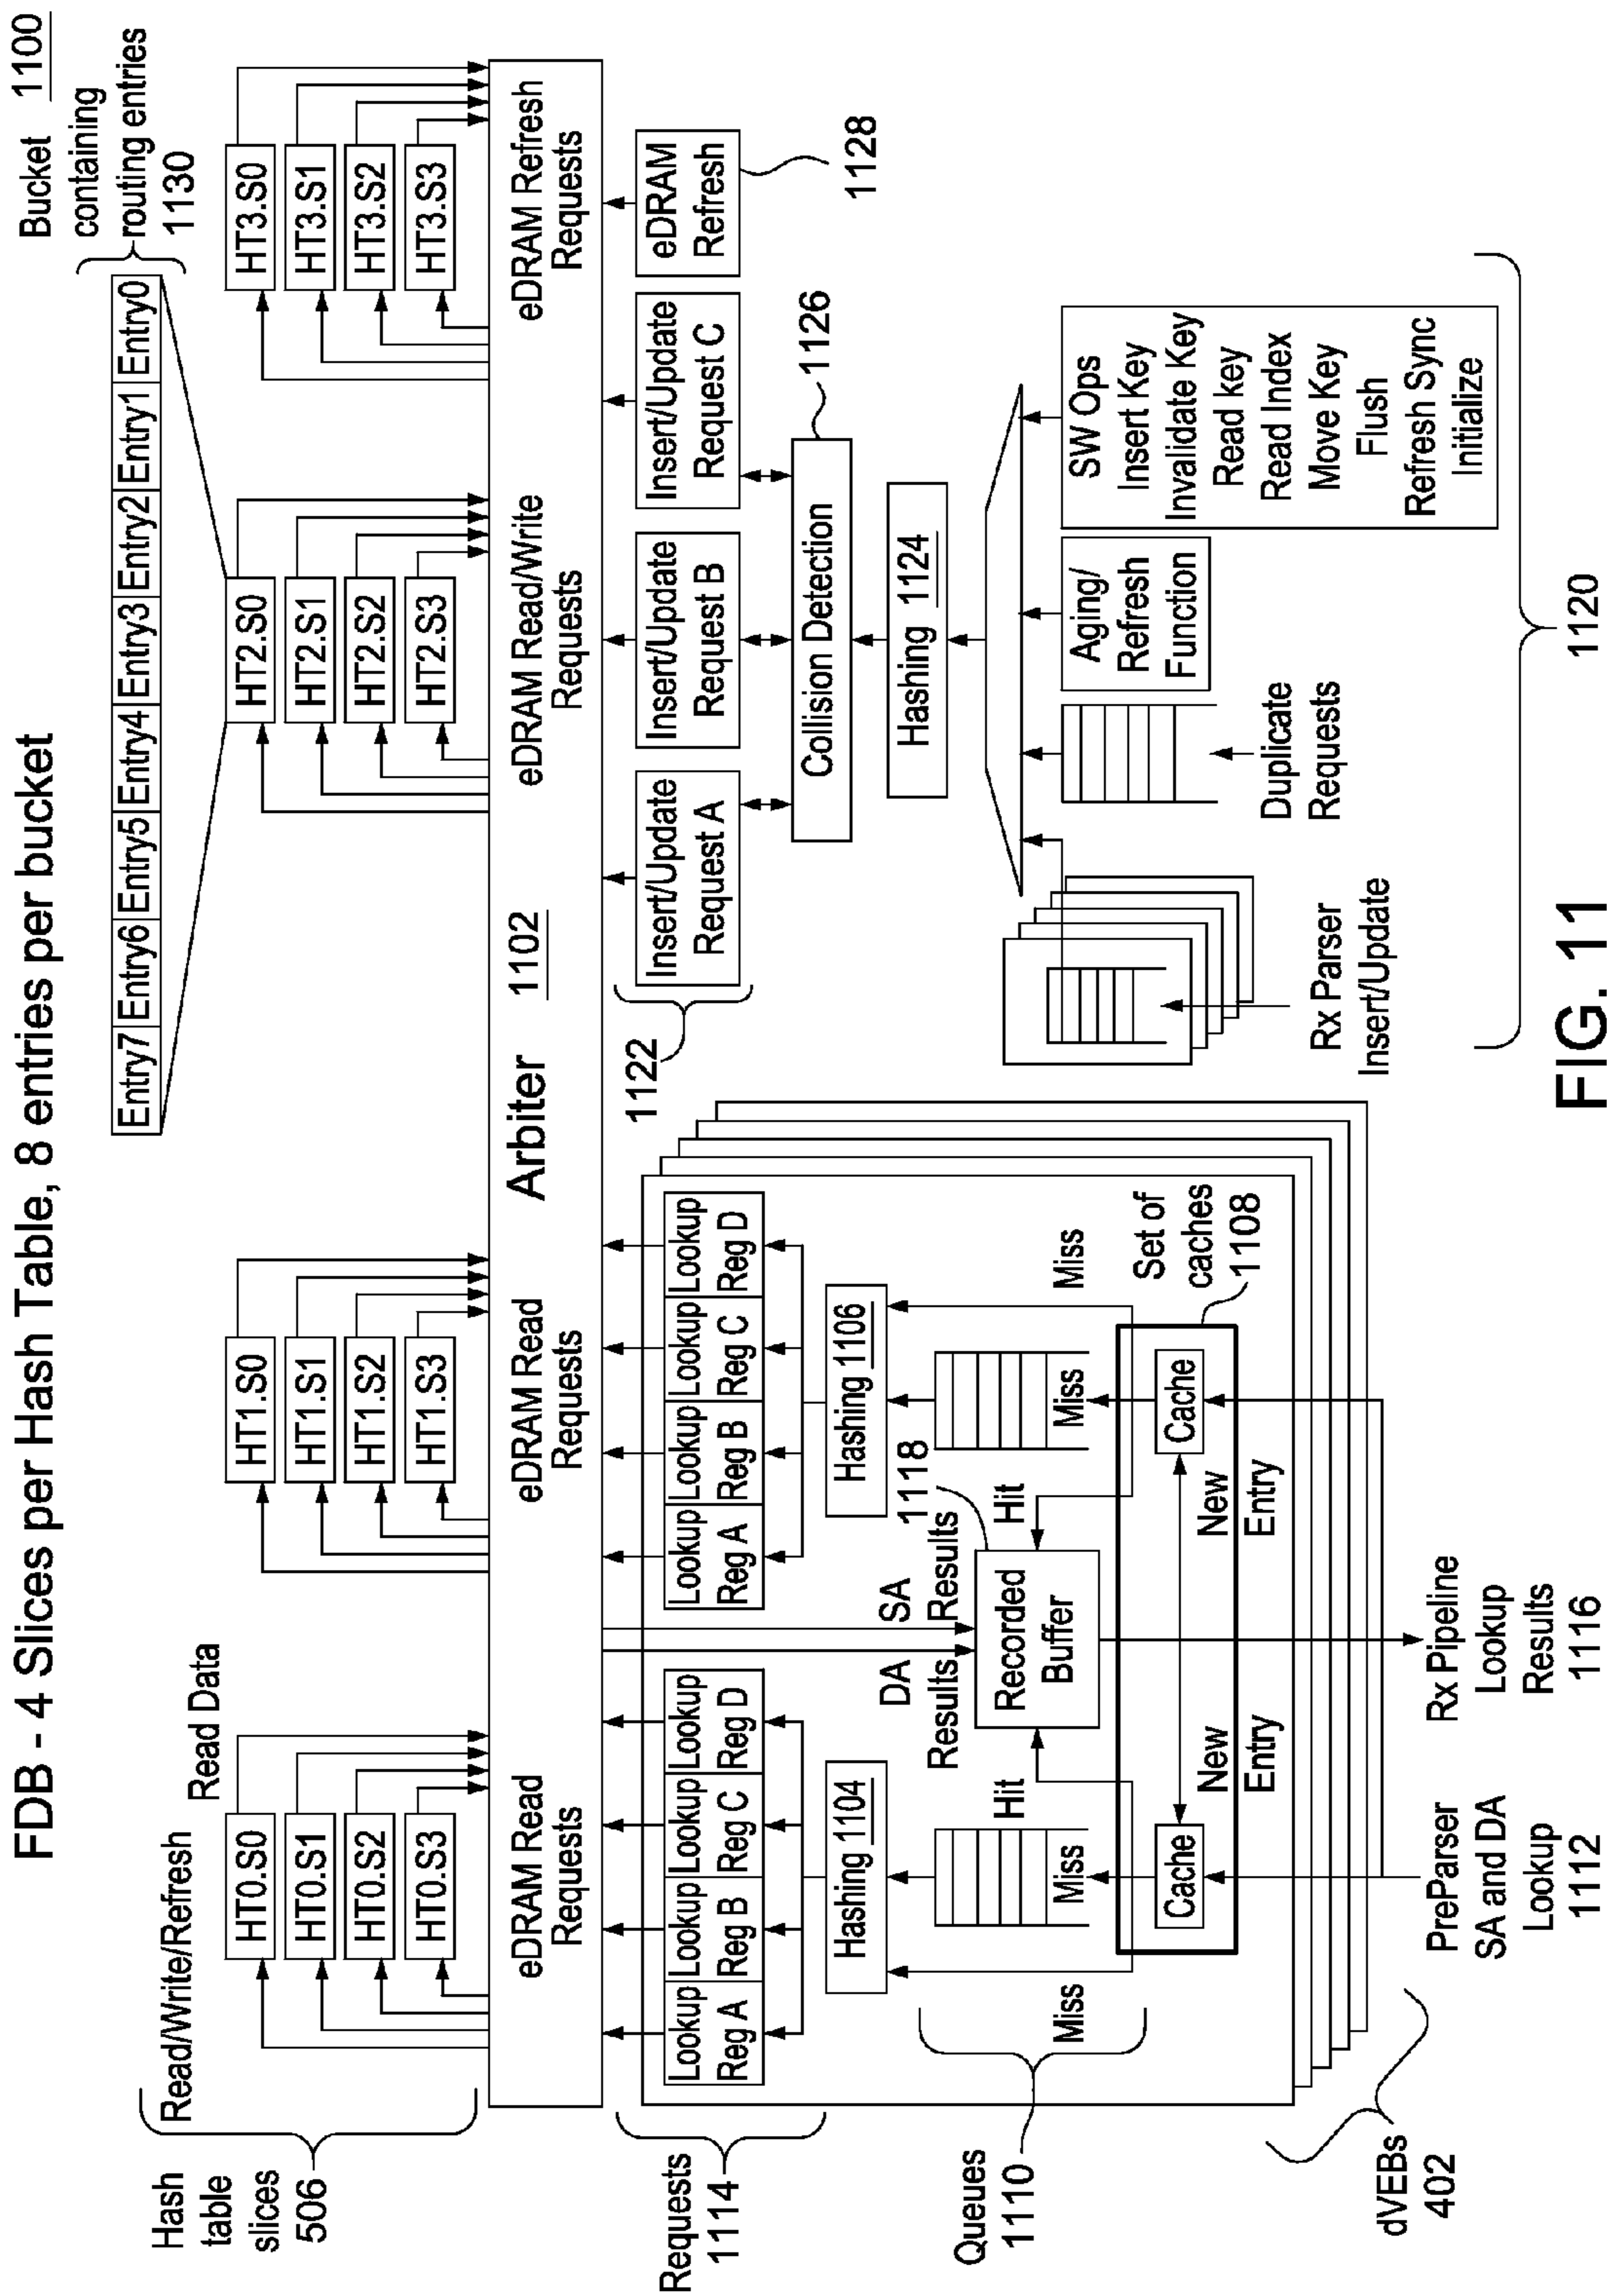 FDB - 4 Slices per Hash Table, 8 entries per bucket
1100
Bucket
containing
routing entries
1130
Entry7
Entry6
Entry5
Entry4
Entry3
Entry2
Entry1
Entry0
Hash
table
slices
506
Read/Write/Refresh
Read Data
HT0.S0
HT0.S1
HT0.S2
HT0.S3
HT1.S0
HT1.S1
HT1.S2
HT1.S3
HT2.S0
HT2.S1
HT2.S2
HT2.S3
HT3.S0
HT3.S1
HT3.S2
HT3.S3
eDRAM Read
Requests
eDRAM Read
Requests
Arbiter 1102
eDRAM Read/Write
Requests
eDRAM Refresh
Requests
Requests
1114
Lookup
Reg A
Lookup
Reg B
Lookup
Reg C
Lookup
Reg D
Lookup
Reg A
Lookup
Reg B
Lookup
Reg C
Lookup
Reg D
Hashing 1104
DA
Results
SA
Results
1118
Hashing 1106
Queues
1110
Miss
Miss
Hit
Recorded
Buffer
Hit
Miss
Miss
Set of
caches
1108
Cache
New
Entry
New
Entry
Cache
dVEBs
402
PreParser
SA and DA
Lookup
1112
Rx Pipeline
Lookup
Results
1116
1122
Insert/Update
Request A
Insert/Update
Request B
Insert/Update
Request C
eDRAM
Refresh
1128
Collision Detection
1126
Hashing 1124
Rx Parser
Insert/Update
Duplicate
Requests
Aging/
Refresh
Function
SW Ops
Insert Key
Invalidate Key
Read key
Read Index
Move Key
Flush
Refresh Sync
Initialize
1120
FIG. 11